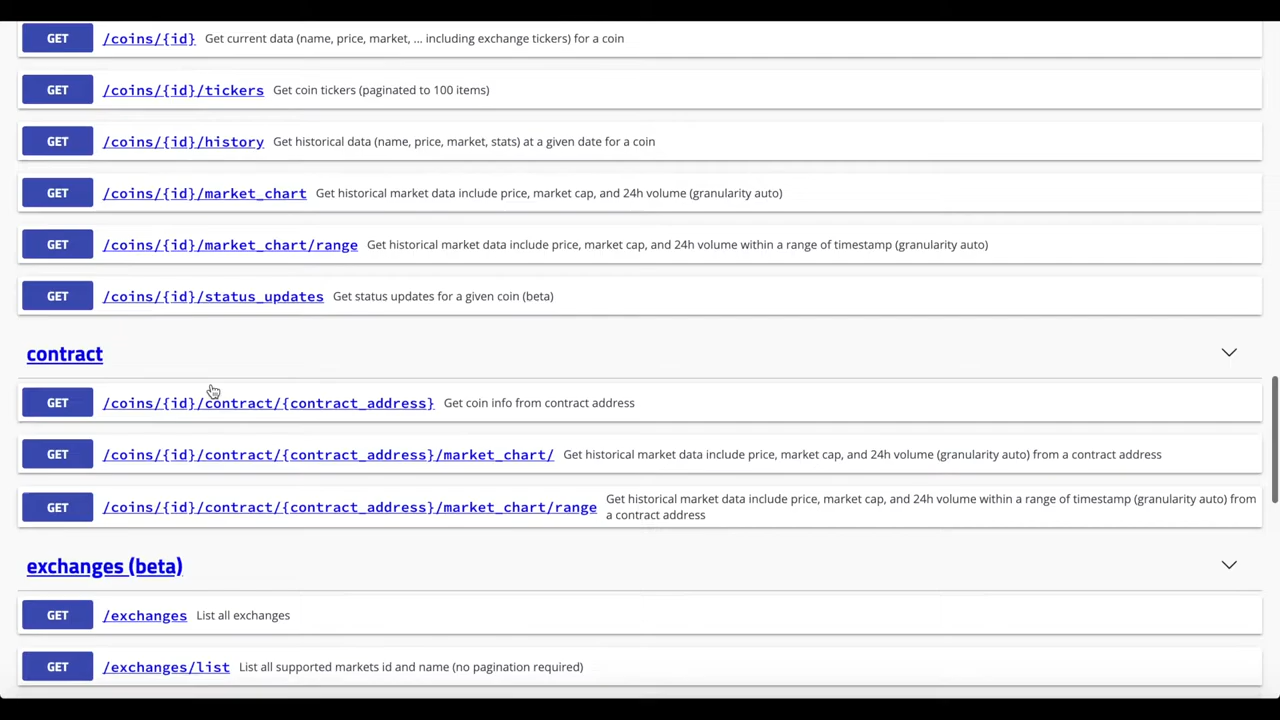 GET /coins/{id} Get current data (name, price, market, ... including exchange tickers) for a coin
GET /coins/{id}/tickers Get coin tickers (paginated to 100 items)
GET /coins/{id}/history Get historical data (name, price, market, stats) at a given date for a coin
GET /coins/{id}/market_chart Get historical market data include price, market cap, and 24h volume (granularity auto)
GET /coins/{id}/market_chart/range Get historical market data include price, market cap, and 24h volume within a range of timestamp (granularity auto)
GET /coins/{id}/status_updates Get status updates for a given coin (beta)
contract
GET /coins/{id}/contract/{contract_address} Get coin info from contract address
GET /coins/{id}/contract/{contract_address}/market_chart/ Get historical market data include price, market cap, and 24h volume (granularity auto) from a contract address
GET /coins/{id}/contract/{contract_address}/market_chart/range Get historical market data include price, market cap, and 24h volume within a range of timestamp (granularity auto) from
a contract address
exchanges (beta)
GET /exchanges List all exchanges
GET /exchanges/list List all supported markets id and name (no pagination required)